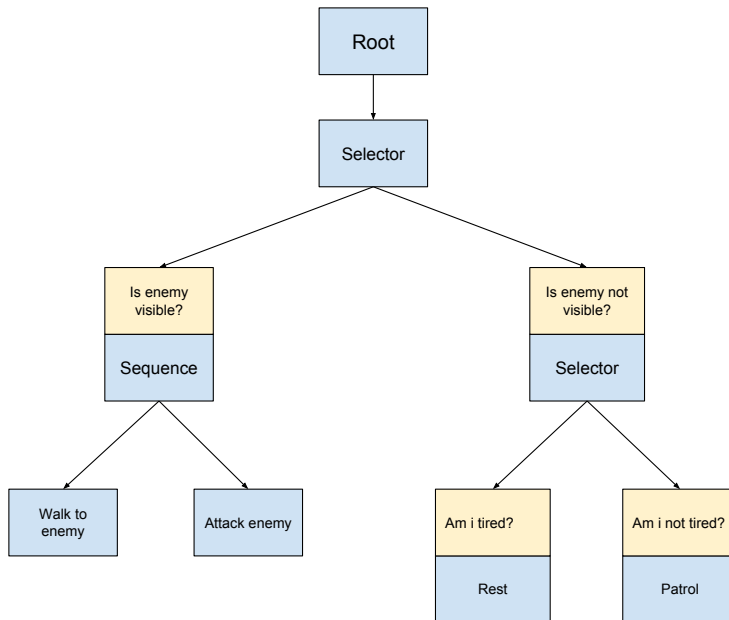 Root
Selector
Is enemy
visible?
Sequence
Is enemy not
visible?
Selector
Walk to
enemy
Attack enemy
Am i tired?
Rest
Am i not tired?
Patrol